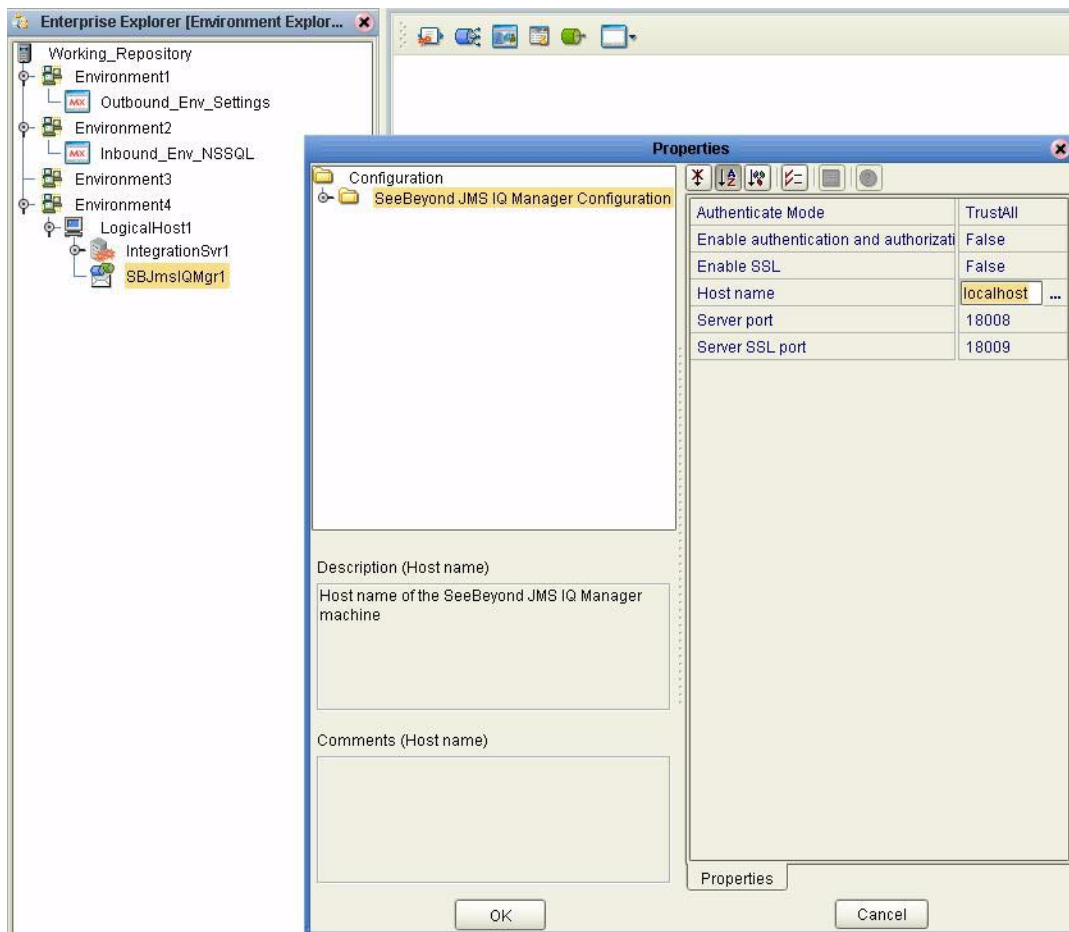 Enterprise Explorer [Environment Explor...
Working_Repository
Environment1
MX Outbound_Env_Settings
Environment2
MX Inbound_Env_NSSQL
Environment3
Environment4
LogicalHost1
IntegrationSvr1
SBJmsIQMgr1
Properties
Configuration
SeeBeyond JMS IQ Manager Configuration
Authenticate Mode TrustAll
Enable authentication and authorizati False
Enable SSL False
Host name localhost ...
Server port 18008
Server SSL port 18009
Description (Host name)
Host name of the SeeBeyond JMS IQ Manager
machine
Comments (Host name)
Properties
OK
Cancel